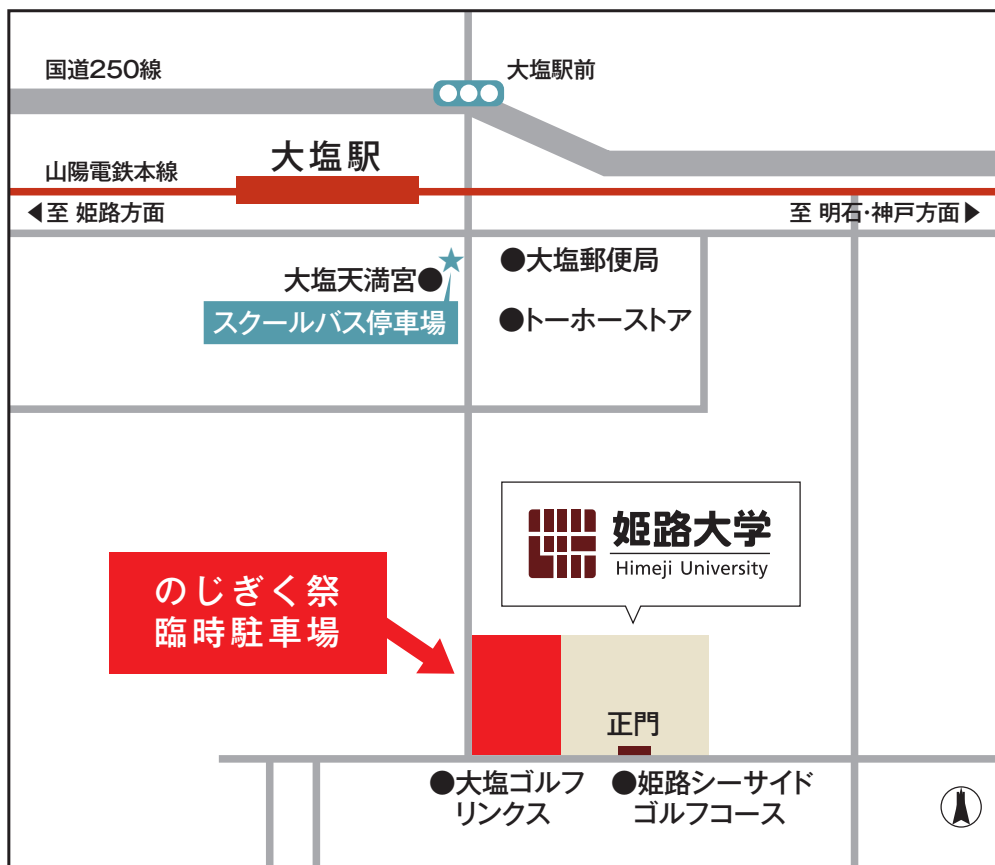 国道250線
大塩駅前
山陽電鉄本線
大塩駅
◀至 姫路方面
至 明石・神戸方面▶
大塩天満宮●
●大塩郵便局
スクールバス停車場
●トーホーストア
姫路大学
Himeji University
のじぎく祭
臨時駐車場
正門
●大塩ゴルフ
リンクス
●姫路シーサイド
ゴルフコース